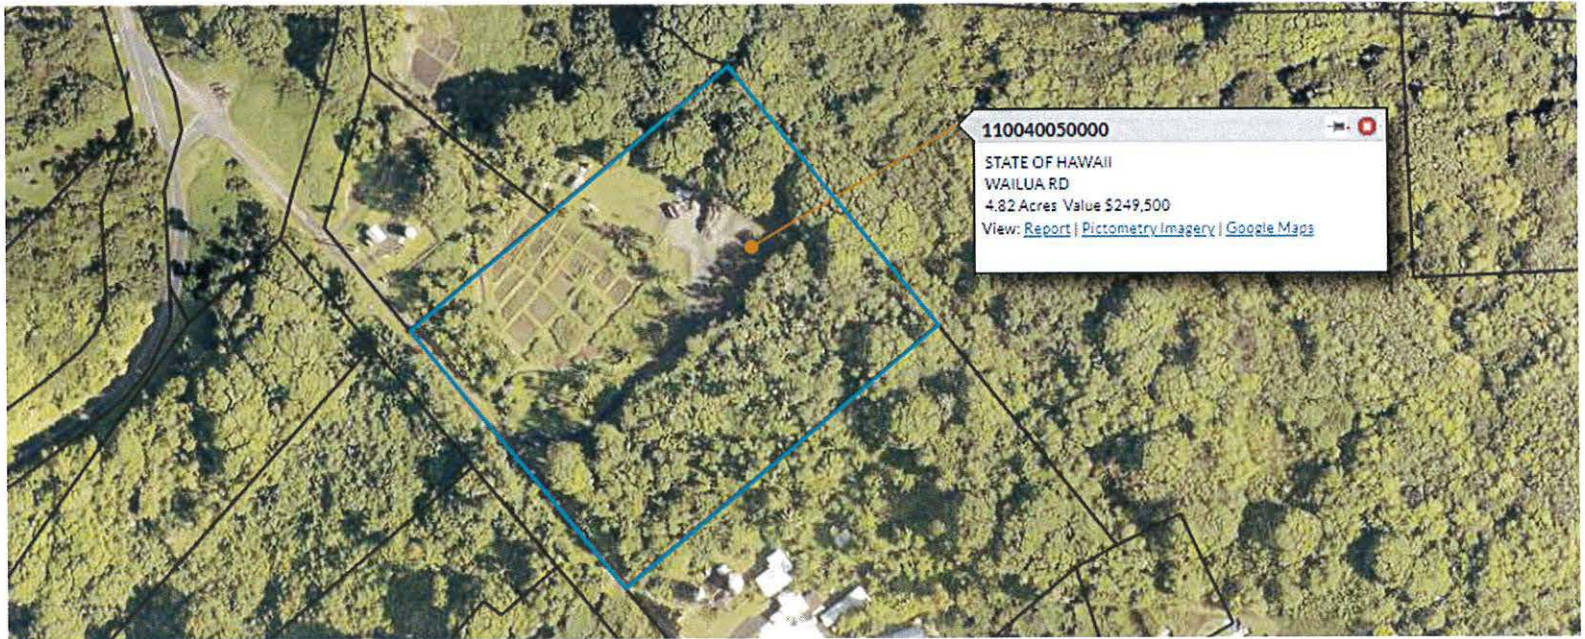 110040050000
STATE OF HAWAII
WAILUA RD
4.82 Acres Value $249,500
View: Report | Pictometry Imagery | Google Maps